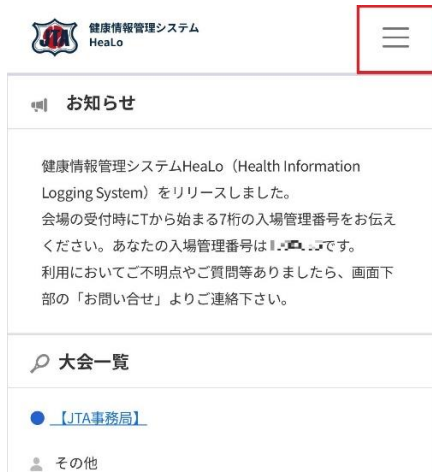 JTA
健康情報管理システム
HeaLo
お知らせ
健康情報管理システムHeaLo（Health Information
Logging System）をリリースしました。
会場の受付時にTから始まる7桁の入場管理番号をお伝え
ください。あなたの入場管理番号は です。
利用においてご不明点やご質問等ありましたら、画面下
部の「お問い合せ」よりご連絡下さい。
大会一覧
【JTA事務局】
その他